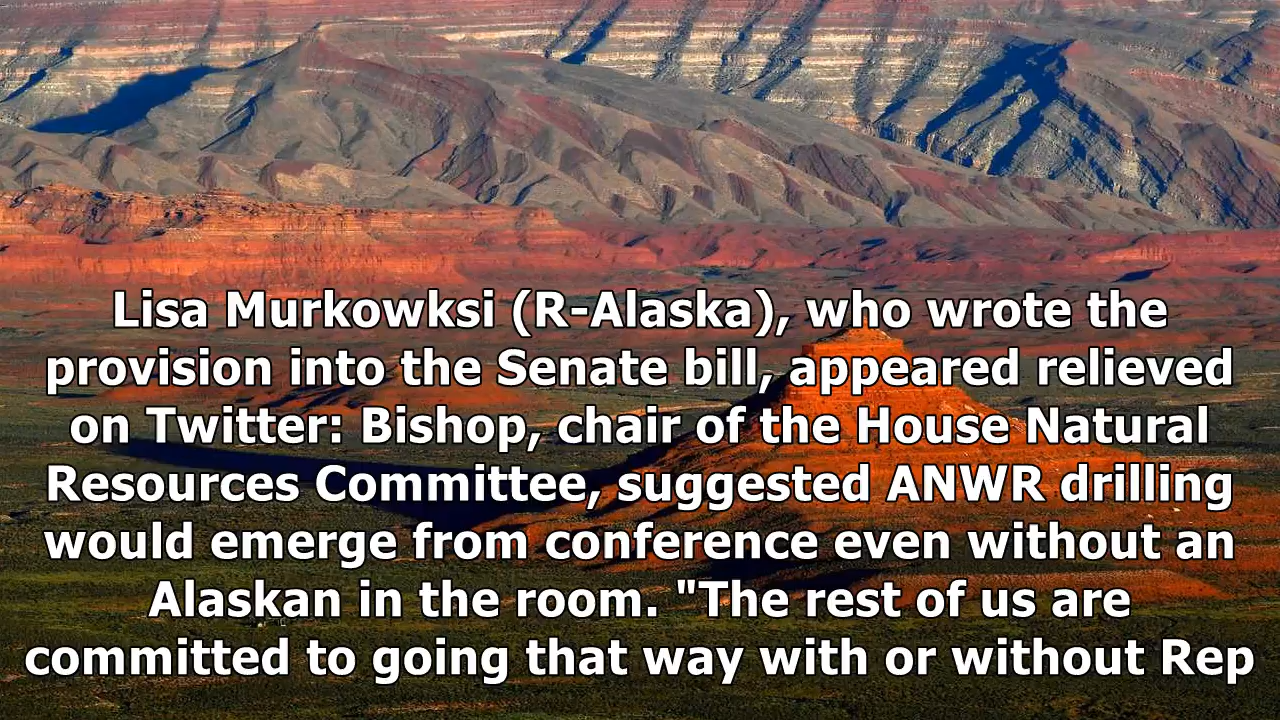 Lisa Murkowksi (R-Alaska), who wrote the
provision into the Senate bill, appeared relieved
on Twitter: Bishop, chair of the House Natural
Resources Committee, suggested ANWR drilling
would emerge from conference even without an
Alaskan in the room. "The rest of us are
committed to going that way with or without Rep